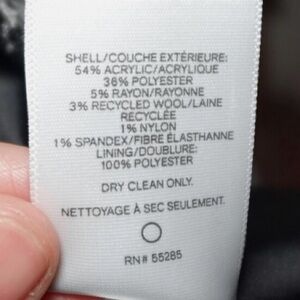 SHELL/COUCHE EXTÉRIEURE:
54% ACRYLIC/ACRYLIQUE
36% POLYESTER
5% RAYON/RAYONNE
3% RECYCLED WOOL/LAINE
RECYCLÉE
1% NYLON
1% SPANDEX/FIBRE ÉLASTHANNE
LINING/DOUBLURE:
100% POLYESTER
DRY CLEAN ONLY.
NETTOYAGE À SEC SEULEMENT.
RN# 55285